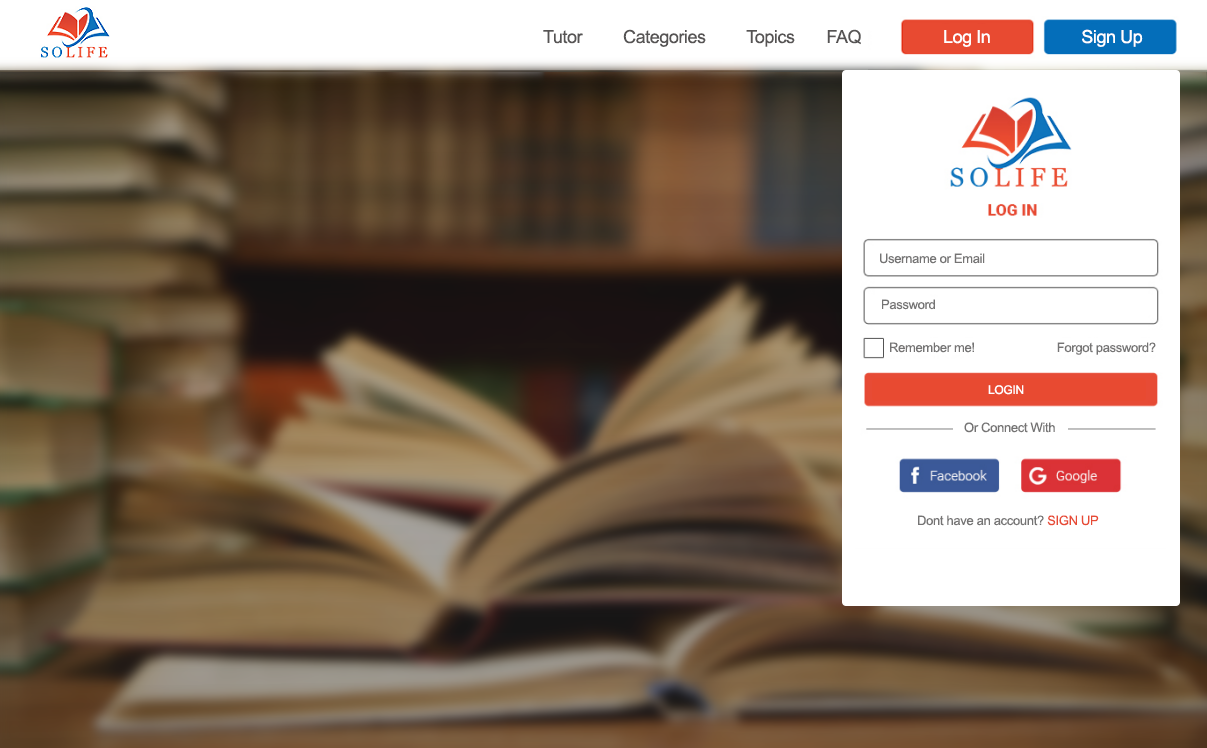 SOLIFE
Tutor Categories Topics FAQ Log In Sign Up
SOLIFE
LOG IN
Username or Email
Password
Remember me! Forgot password?
LOGIN
Or Connect With
f Facebook G Google
Dont have an account? SIGN UP